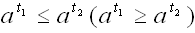 a^{t_1} ≤ a^{t_2} (a^{t_1} ≥ a^{t_2})